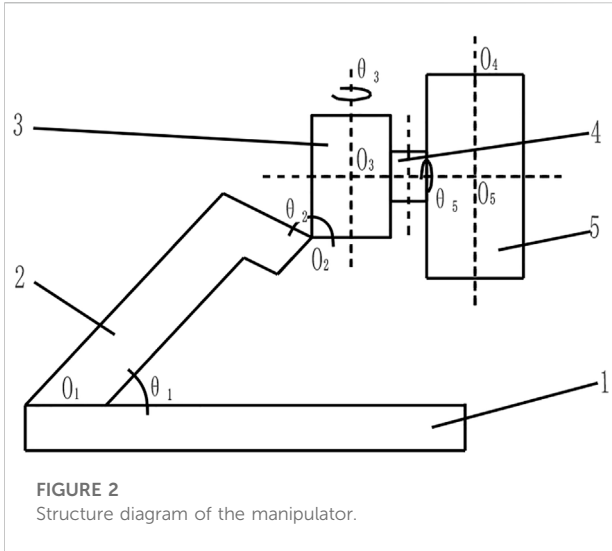 O4
θ 3
3
4
O3
θ 5
O5
θ 2
O2
5
2
O1
θ 1
1
FIGURE 2
Structure diagram of the manipulator.